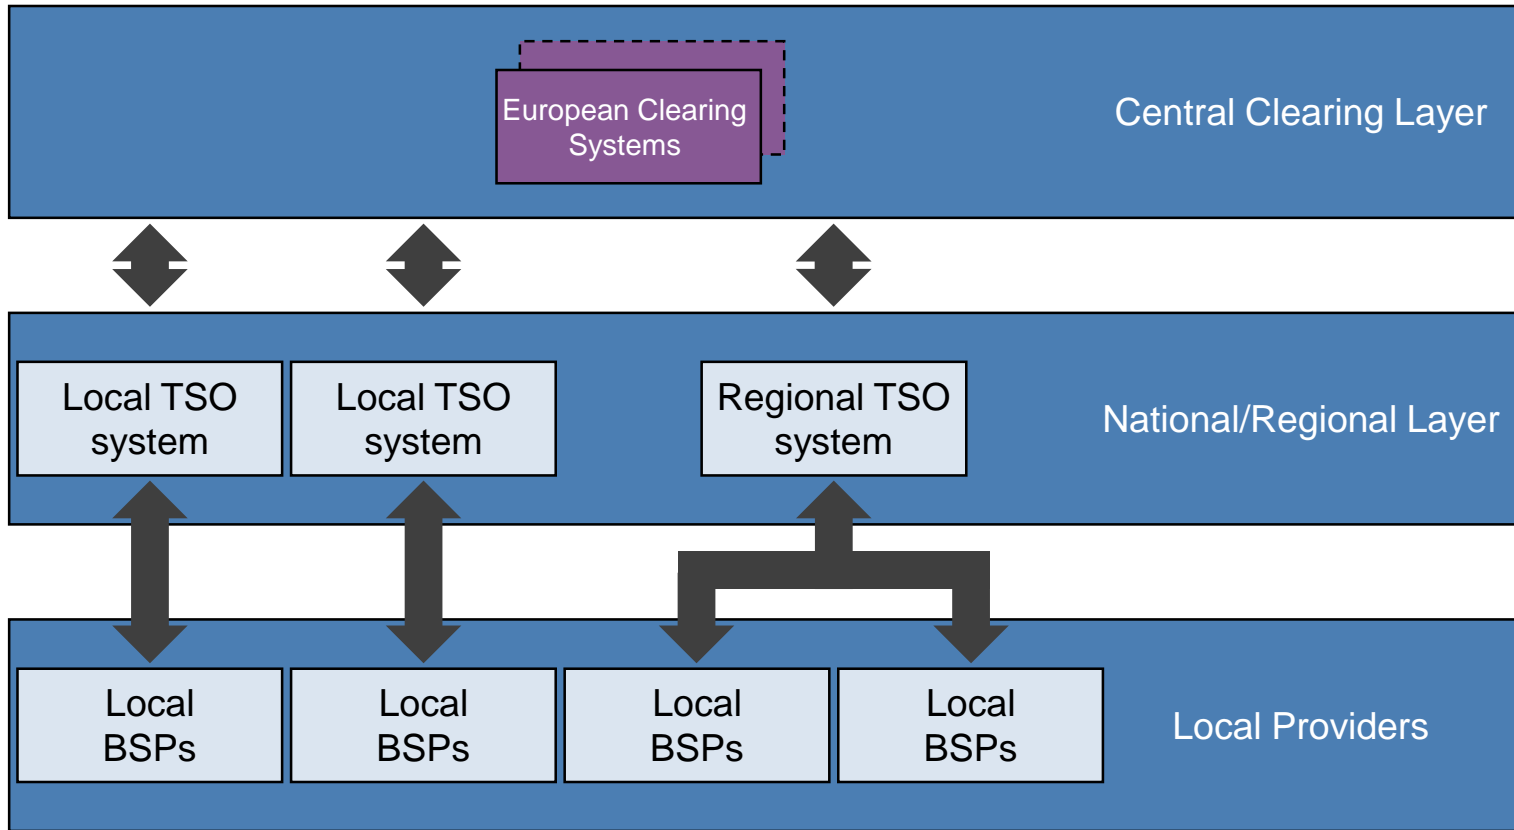 European Clearing
Systems
Central Clearing Layer
Local TSO
system
Local TSO
system
Regional TSO
system
National/Regional Layer
Local
BSPs
Local
BSPs
Local
BSPs
Local
BSPs
Local Providers